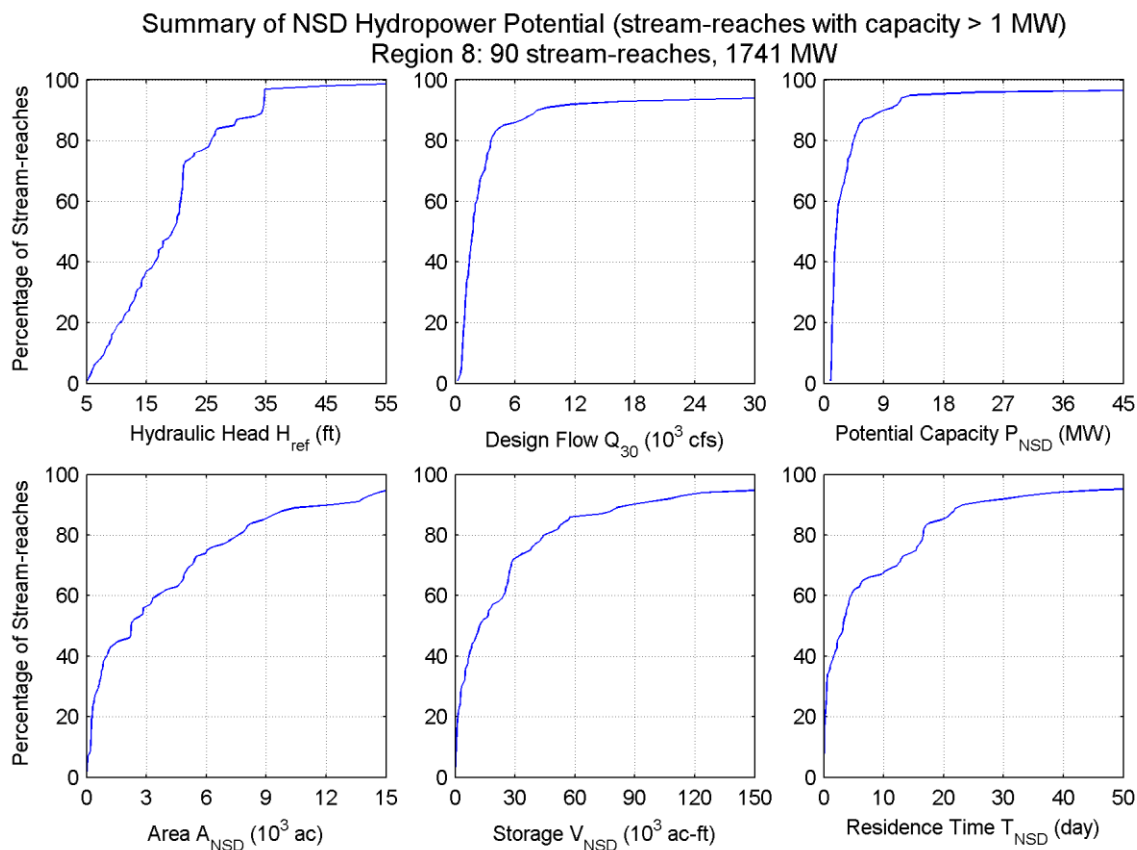 Summary of NSD Hydropower Potential (stream-reaches with capacity > 1 MW)
Region 8: 90 stream-reaches, 1741 MW
Percentage of Stream-reaches
100
80
60
40
20
0
5 15 25 35 45 55
Hydraulic Head H_ref (ft)
100
80
60
40
20
0
0 6 12 18 24 30
Design Flow Q_30 (10^3 cfs)
100
80
60
40
20
0
0 9 18 27 36 45
Potential Capacity P_NSD (MW)
Percentage of Stream-reaches
100
80
60
40
20
0
0 3 6 9 12 15
Area A_NSD (10^3 ac)
100
80
60
40
20
0
0 30 60 90 120 150
Storage V_NSD (10^3 ac-ft)
100
80
60
40
20
0
0 10 20 30 40 50
Residence Time T_NSD (day)